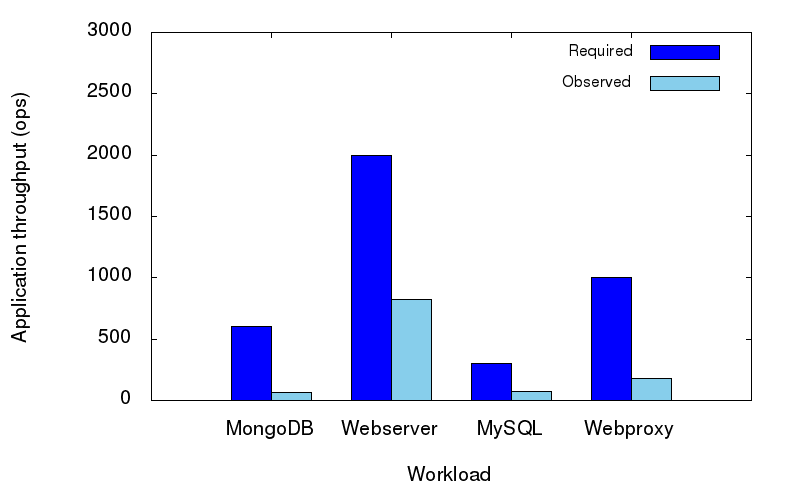 Application throughput (ops)
3000
2500
2000
1500
1000
500
0
Required
Observed
MongoDB Webserver MySQL Webproxy
Workload